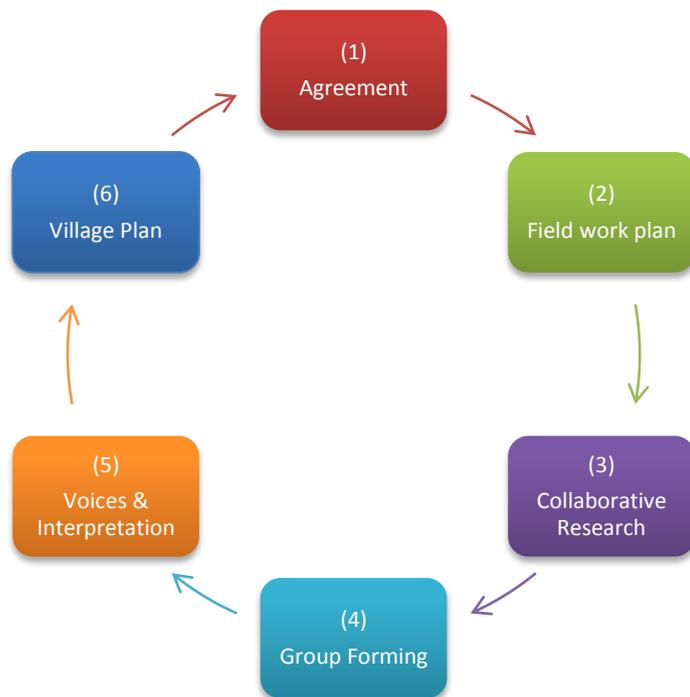 (1)
Agreement
(2)
Field work plan
(3)
Collaborative
Research
(4)
Group Forming
(5)
Voices &
Interpretation
(6)
Village Plan